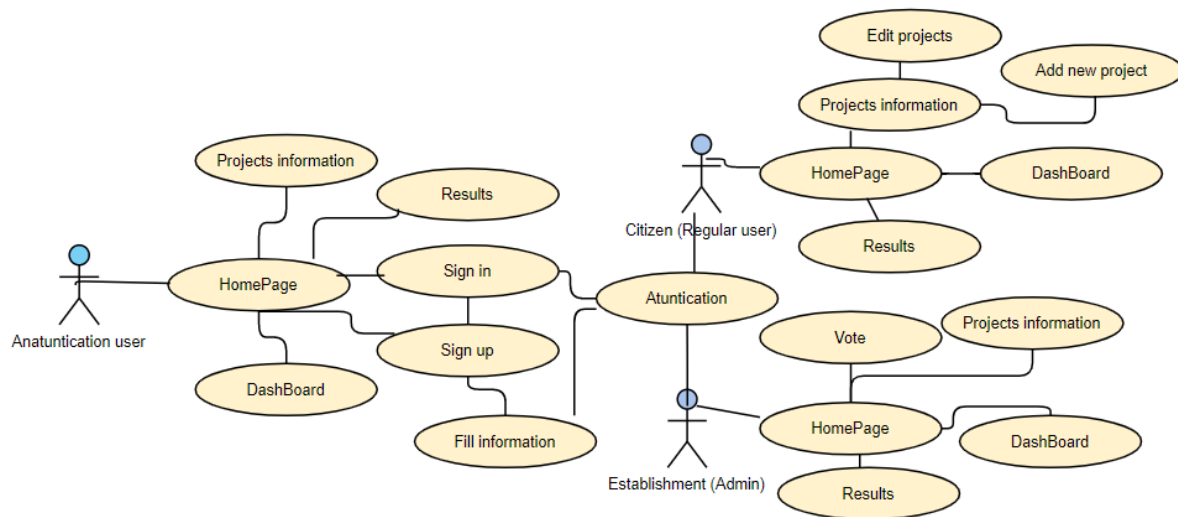 Edit projects
Add new project
Projects information
Projects information
HomePage
DashBoard
Results
Citizen (Regular user)
Results
Sign in
HomePage
Atuntication
Anatuntication user
Sign up
DashBoard
Fill information
Vote
Projects information
HomePage
DashBoard
Establishment (Admin)
Results